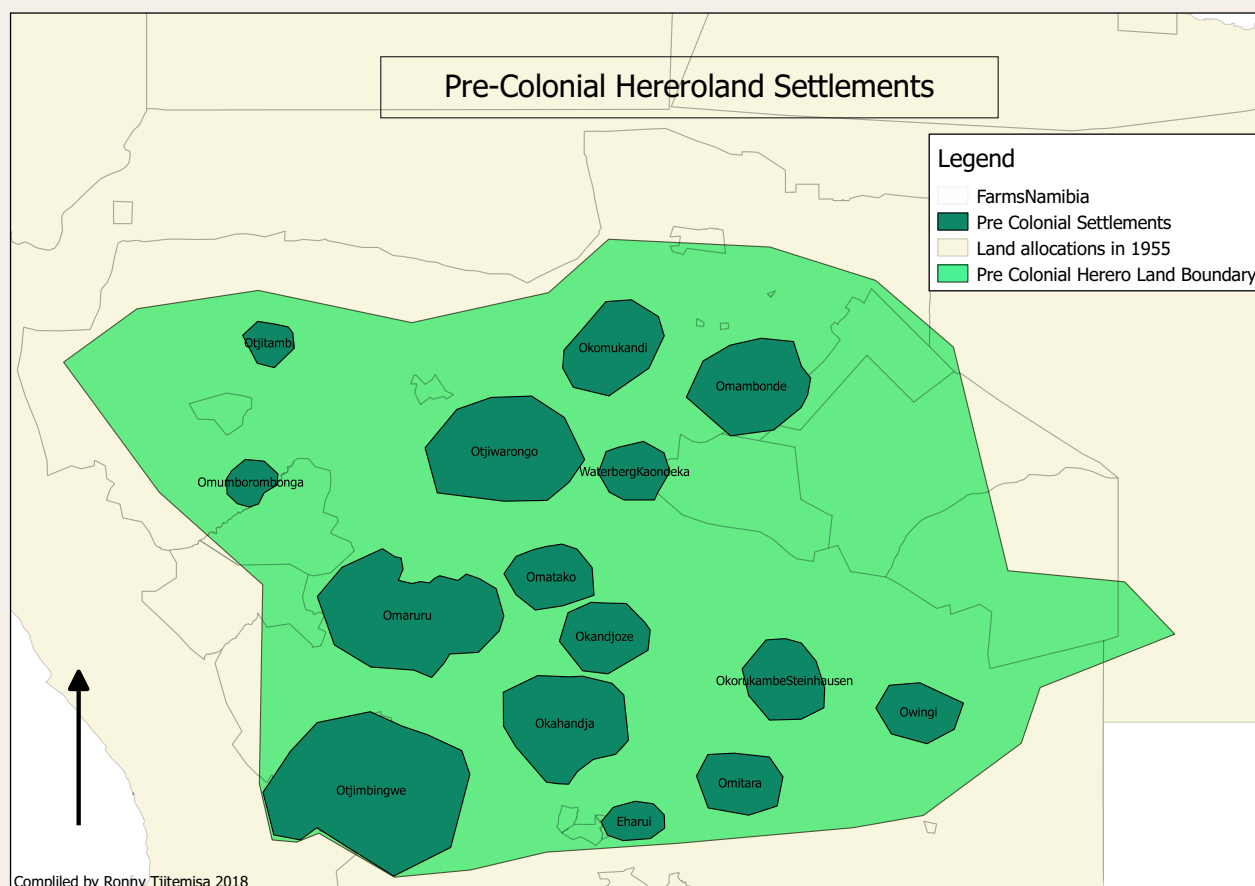 Pre-Colonial Hereroland Settlements
Legend
FarmsNamibia
Pre Colonial Settlements
Land allocations in 1955
Pre Colonial Herero Land Boundary
Otjitambi
Okomukandi
Omambonde
Otjiwarongo
WaterbergKaondeka
Omumborombonga
Omatako
Omaruru
Okandjoze
OkorukambeSteinhausen
Owingi
Okahandja
Otjimbingwe
Omitara
Eharui
Compliled by Ronny Tjitemisa 2018